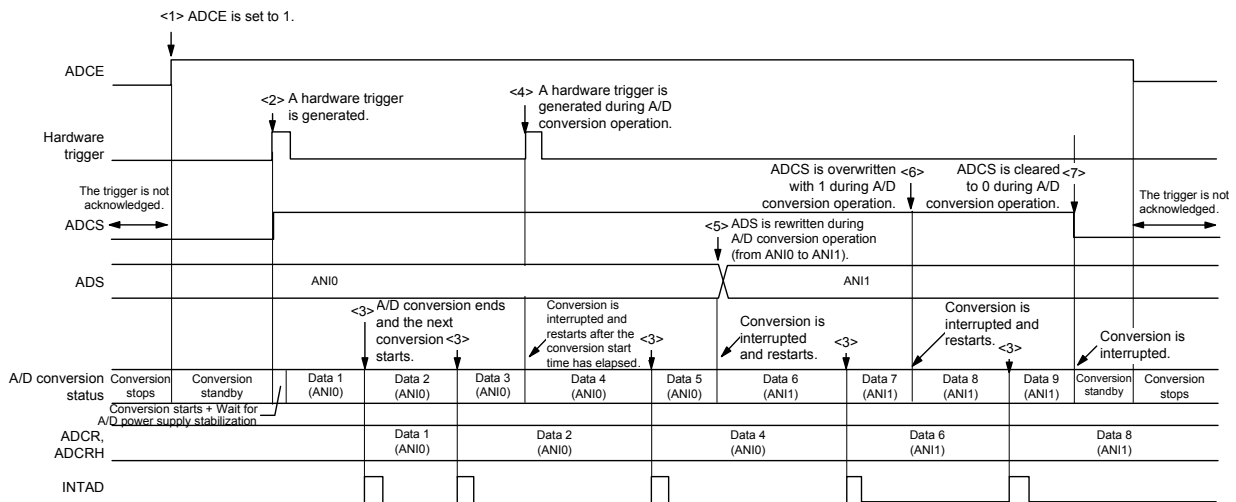 <1> ADCE is set to 1.
ADCE
<2> A hardware trigger
is generated.
<4> A hardware trigger is
generated during A/D
conversion operation.
Hardware
trigger
ADCS is overwritten <6>
with 1 during A/D
conversion operation.
ADCS is cleared <7>
to 0 during A/D
conversion operation.
The trigger is not
acknowledged.
The trigger is not
acknowledged.
ADCS
<5> ADS is rewritten during
A/D conversion operation
(from ANI0 to ANI1).
ADS
ANI0
ANI1
<3> A/D conversion ends
and the next
conversion <3>
starts.
Conversion is
interrupted and
restarts after the
conversion start
time has elapsed.
<3>
Conversion is
interrupted
and restarts.
<3>
Conversion is
interrupted and
restarts.
<3>
Conversion is
interrupted.
A/D conversion
status
Conversion
stops
Conversion
standby
Data 1
(ANI0)
Data 2
(ANI0)
Data 3
(ANI0)
Data 4
(ANI0)
Data 5
(ANI0)
Data 6
(ANI1)
Data 7
(ANI1)
Data 8
(ANI1)
Data 9
(ANI1)
Conversion
standby
Conversion
stops
Conversion starts + Wait for
A/D power supply stabilization
ADCR,
ADCRH
Data 1
(ANI0)
Data 2
(ANI0)
Data 4
(ANI0)
Data 6
(ANI1)
Data 8
(ANI1)
INTAD